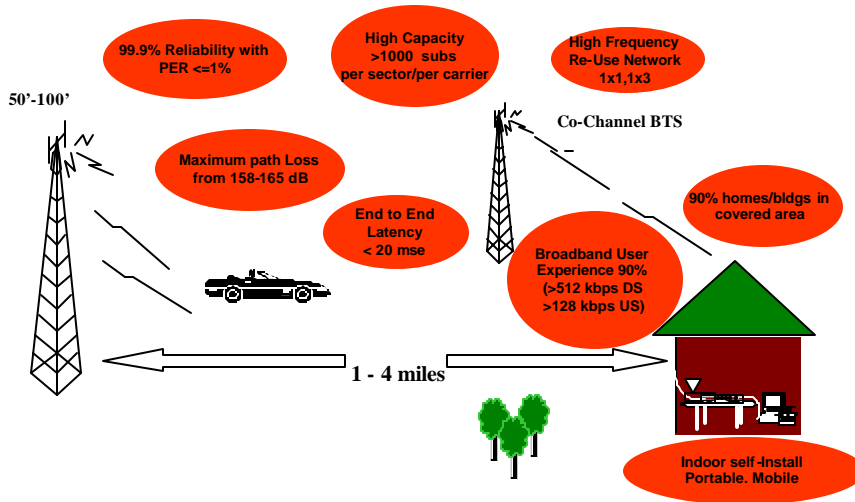 99.9% Reliability with
PER <=1%
High Capacity
>1000 subs
per sector/per carrier
High Frequency
Re-Use Network
1x1,1x3
50’-100’
Co-Channel BTS
Maximum path Loss
from 158-165 dB
90% homes/bldgs in
covered area
End to End
Latency
< 20 mse
Broadband User
Experience 90%
(>512 kbps DS
>128 kbps US)
1 - 4 miles
Indoor self-Install
Portable. Mobile